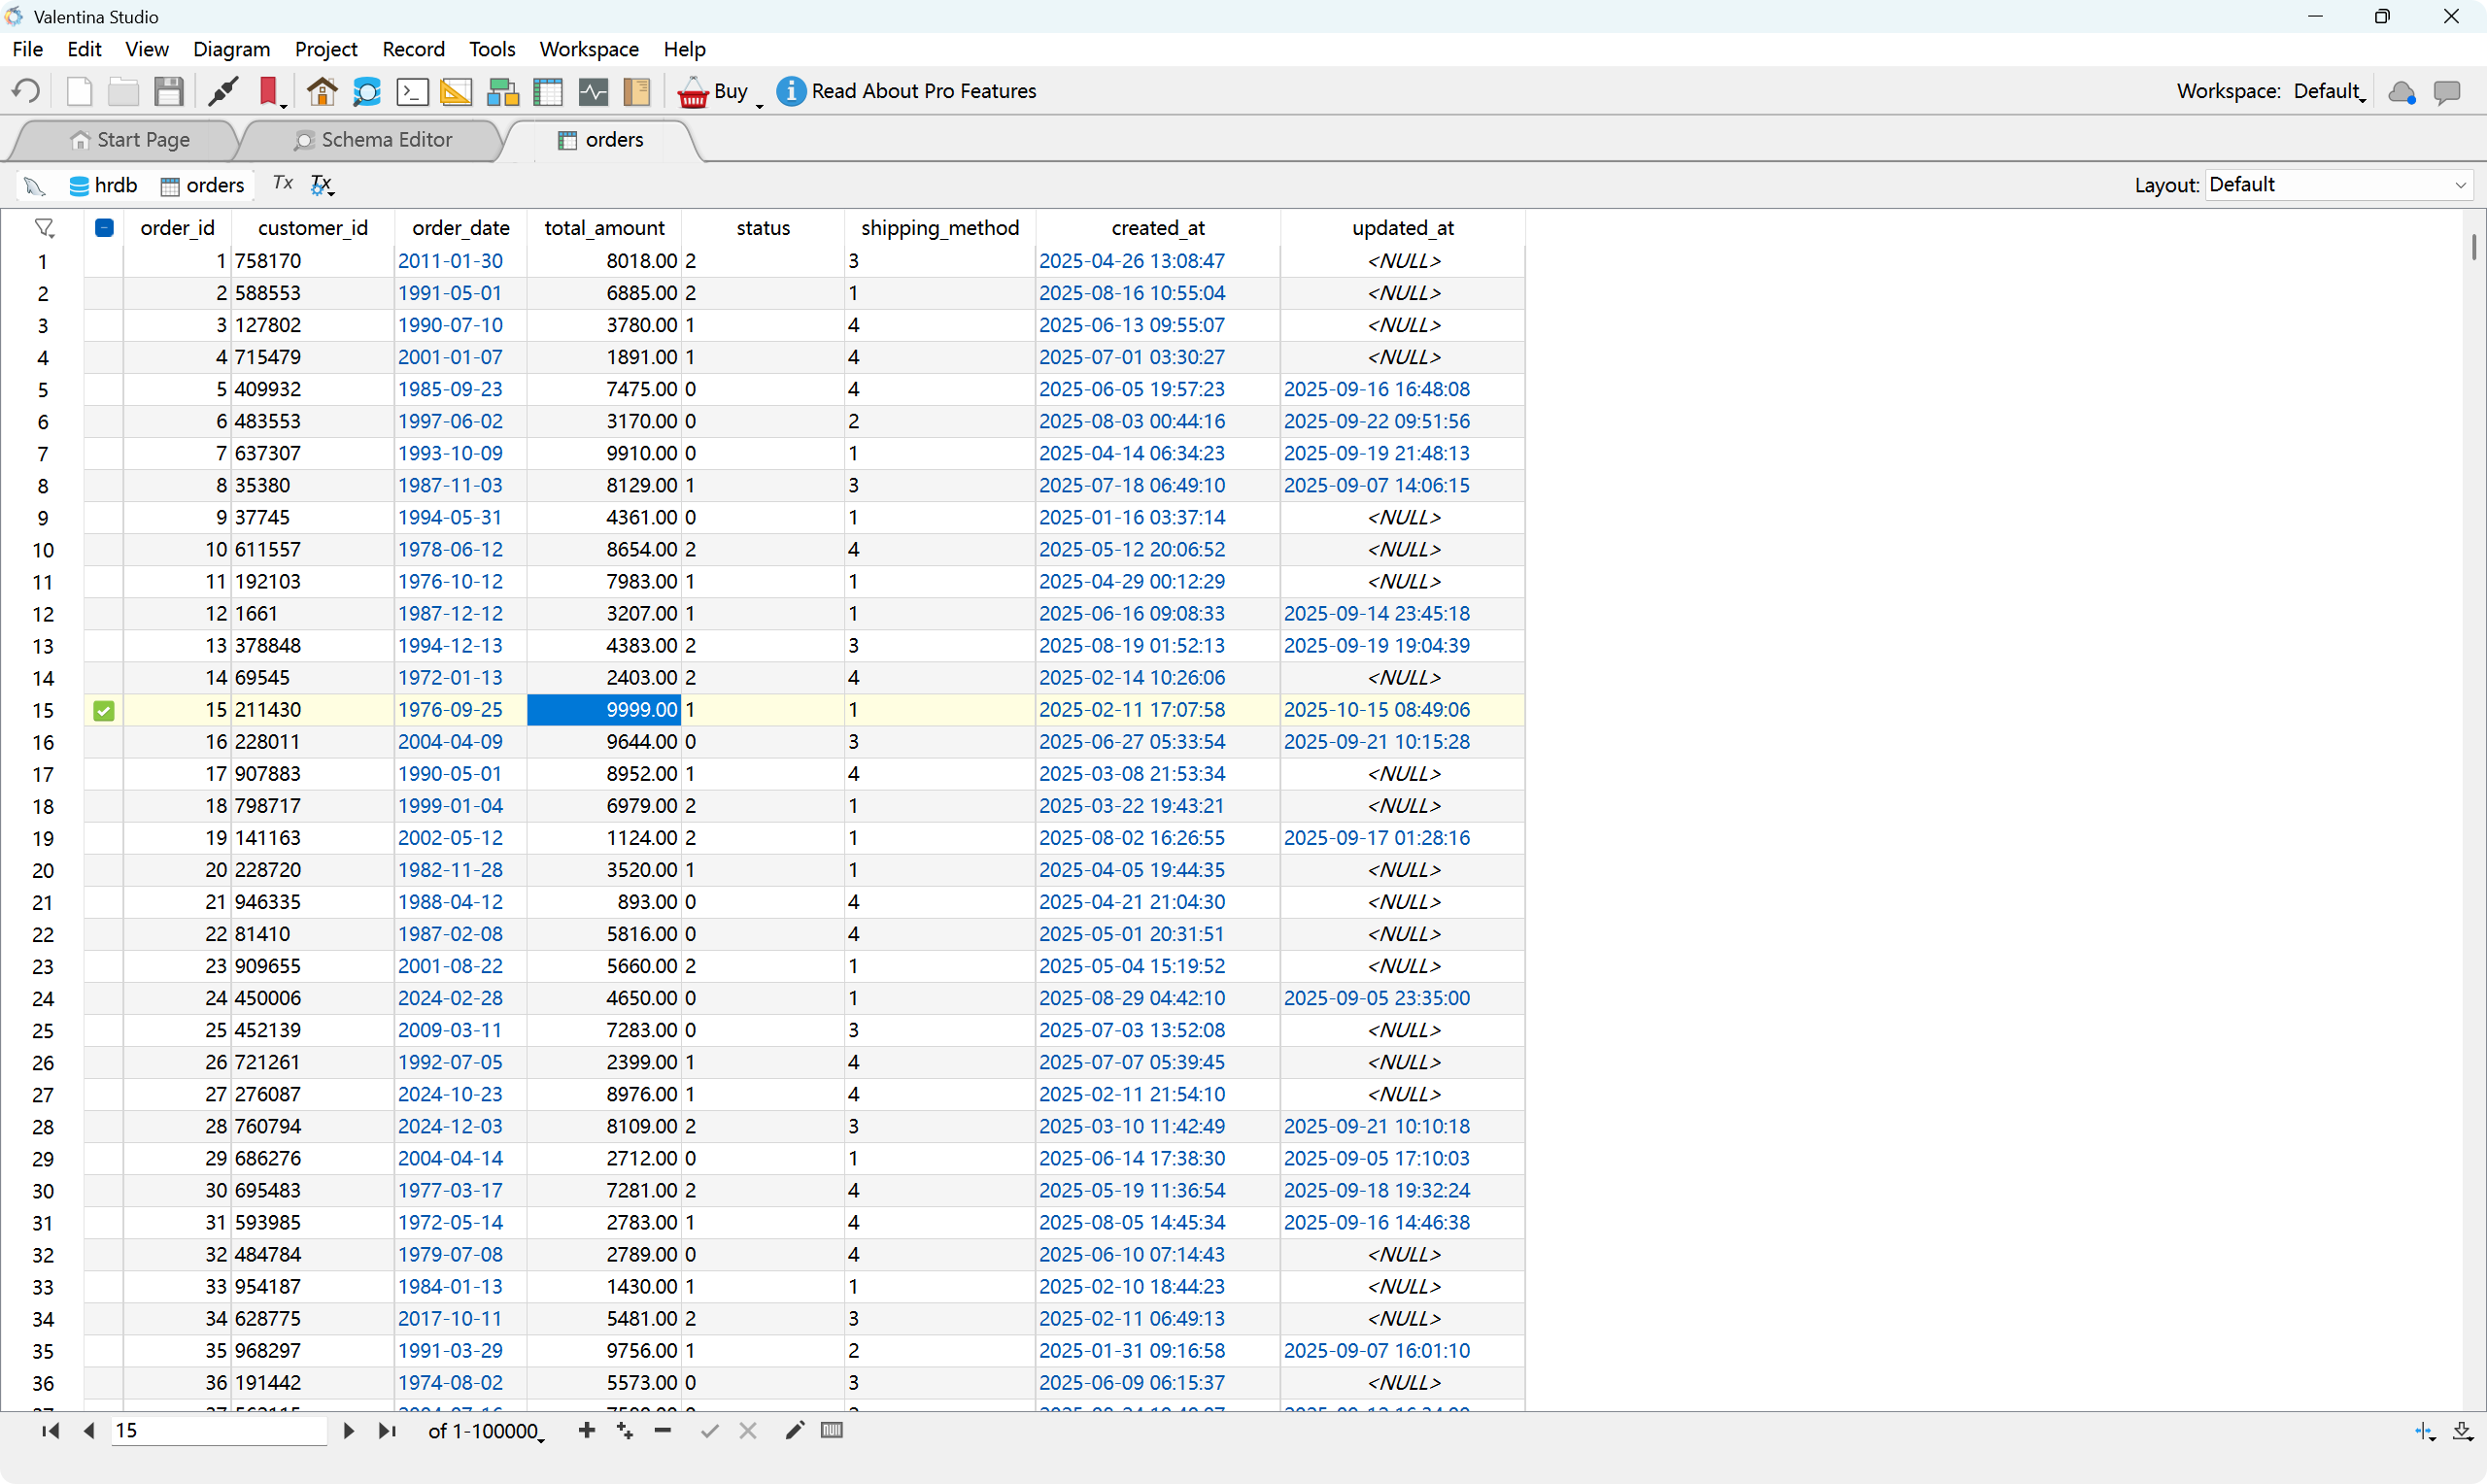 Valentina Studio
File Edit View Diagram Project Record Tools Workspace Help
Buy Read About Pro Features Workspace: Default
Start Page Schema Editor orders
hrdb orders Tx Tx Layout: Default
order_id customer_id order_date total_amount status shipping_method created_at updated_at
1 1 758170 2011-01-30 8018.00 2 3 2025-04-26 13:08:47 <NULL>
2 2 588553 1991-05-01 6885.00 2 1 2025-08-16 10:55:04 <NULL>
3 3 127802 1990-07-10 3780.00 1 4 2025-06-13 09:55:07 <NULL>
4 4 715479 2001-01-07 1891.00 1 4 2025-07-01 03:30:27 <NULL>
5 5 409932 1985-09-23 7475.00 0 4 2025-06-05 19:57:23 2025-09-16 16:48:08
6 6 483553 1997-06-02 3170.00 0 2 2025-08-03 00:44:16 2025-09-22 09:51:56
7 7 637307 1993-10-09 9910.00 0 1 2025-04-14 06:34:23 2025-09-19 21:48:13
8 8 35380 1987-11-03 8129.00 1 3 2025-07-18 06:49:10 2025-09-07 14:06:15
9 9 37745 1994-05-31 4361.00 0 1 2025-01-16 03:37:14 <NULL>
10 10 611557 1978-06-12 8654.00 2 4 2025-05-12 20:06:52 <NULL>
11 11 192103 1976-10-12 7983.00 1 1 2025-04-29 00:12:29 <NULL>
12 12 1661 1987-12-12 3207.00 1 1 2025-06-16 09:08:33 2025-09-14 23:45:18
13 13 378848 1994-12-13 4383.00 2 3 2025-08-19 01:52:13 2025-09-19 19:04:39
14 14 69545 1972-01-13 2403.00 2 4 2025-02-14 10:26:06 <NULL>
15 15 211430 1976-09-25 9999.00 1 1 2025-02-11 17:07:58 2025-10-15 08:49:06
16 16 228011 2004-04-09 9644.00 0 3 2025-06-27 05:33:54 2025-09-21 10:15:28
17 17 907883 1990-05-01 8952.00 1 4 2025-03-08 21:53:34 <NULL>
18 18 798717 1999-01-04 6979.00 2 1 2025-03-22 19:43:21 <NULL>
19 19 141163 2002-05-12 1124.00 2 1 2025-08-02 16:26:55 2025-09-17 01:28:16
20 20 228720 1982-11-28 3520.00 1 1 2025-04-05 19:44:35 <NULL>
21 21 946335 1988-04-12 893.00 0 4 2025-04-21 21:04:30 <NULL>
22 22 81410 1987-02-08 5816.00 0 4 2025-05-01 20:31:51 <NULL>
23 23 909655 2001-08-22 5660.00 2 1 2025-05-04 15:19:52 <NULL>
24 24 450006 2024-02-28 4650.00 0 1 2025-08-29 04:42:10 2025-09-05 23:35:00
25 25 452139 2009-03-11 7283.00 0 3 2025-07-03 13:52:08 <NULL>
26 26 721261 1992-07-05 2399.00 1 4 2025-07-07 05:39:45 <NULL>
27 27 276087 2024-10-23 8976.00 1 4 2025-02-11 21:54:10 <NULL>
28 28 760794 2024-12-03 8109.00 2 3 2025-03-10 11:42:49 2025-09-21 10:10:18
29 29 686276 2004-04-14 2712.00 0 1 2025-06-14 17:38:30 2025-09-05 17:10:03
30 30 695483 1977-03-17 7281.00 2 4 2025-05-19 11:36:54 2025-09-18 19:32:24
31 31 593985 1972-05-14 2783.00 1 4 2025-08-05 14:45:34 2025-09-16 14:46:38
32 32 484784 1979-07-08 2789.00 0 4 2025-06-10 07:14:43 <NULL>
33 33 954187 1984-01-13 1430.00 1 1 2025-02-10 18:44:23 <NULL>
34 34 628775 2017-10-11 5481.00 2 3 2025-02-11 06:49:13 <NULL>
35 35 968297 1991-03-29 9756.00 1 2 2025-01-31 09:16:58 2025-09-07 16:01:10
36 36 191442 1974-08-02 5573.00 0 3 2025-06-09 06:15:37 <NULL>
15 of 1-100000